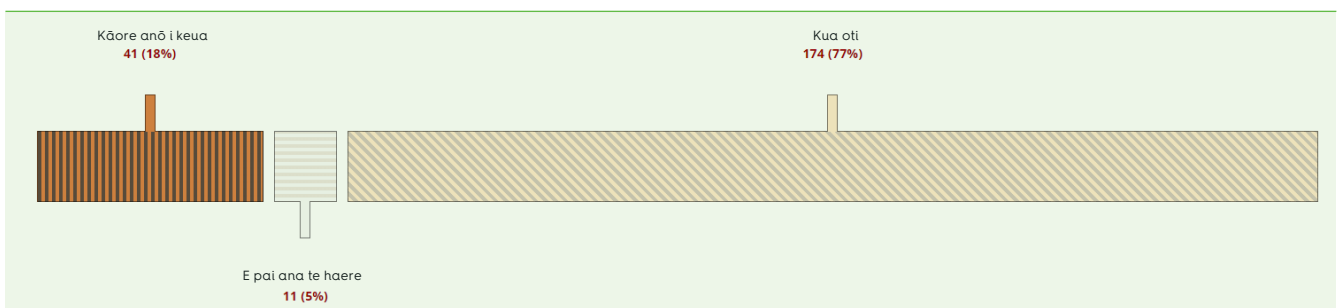 Kāore anō i keua
41 (18%)
Kua oti
174 (77%)
E pai ana te haere
11 (5%)